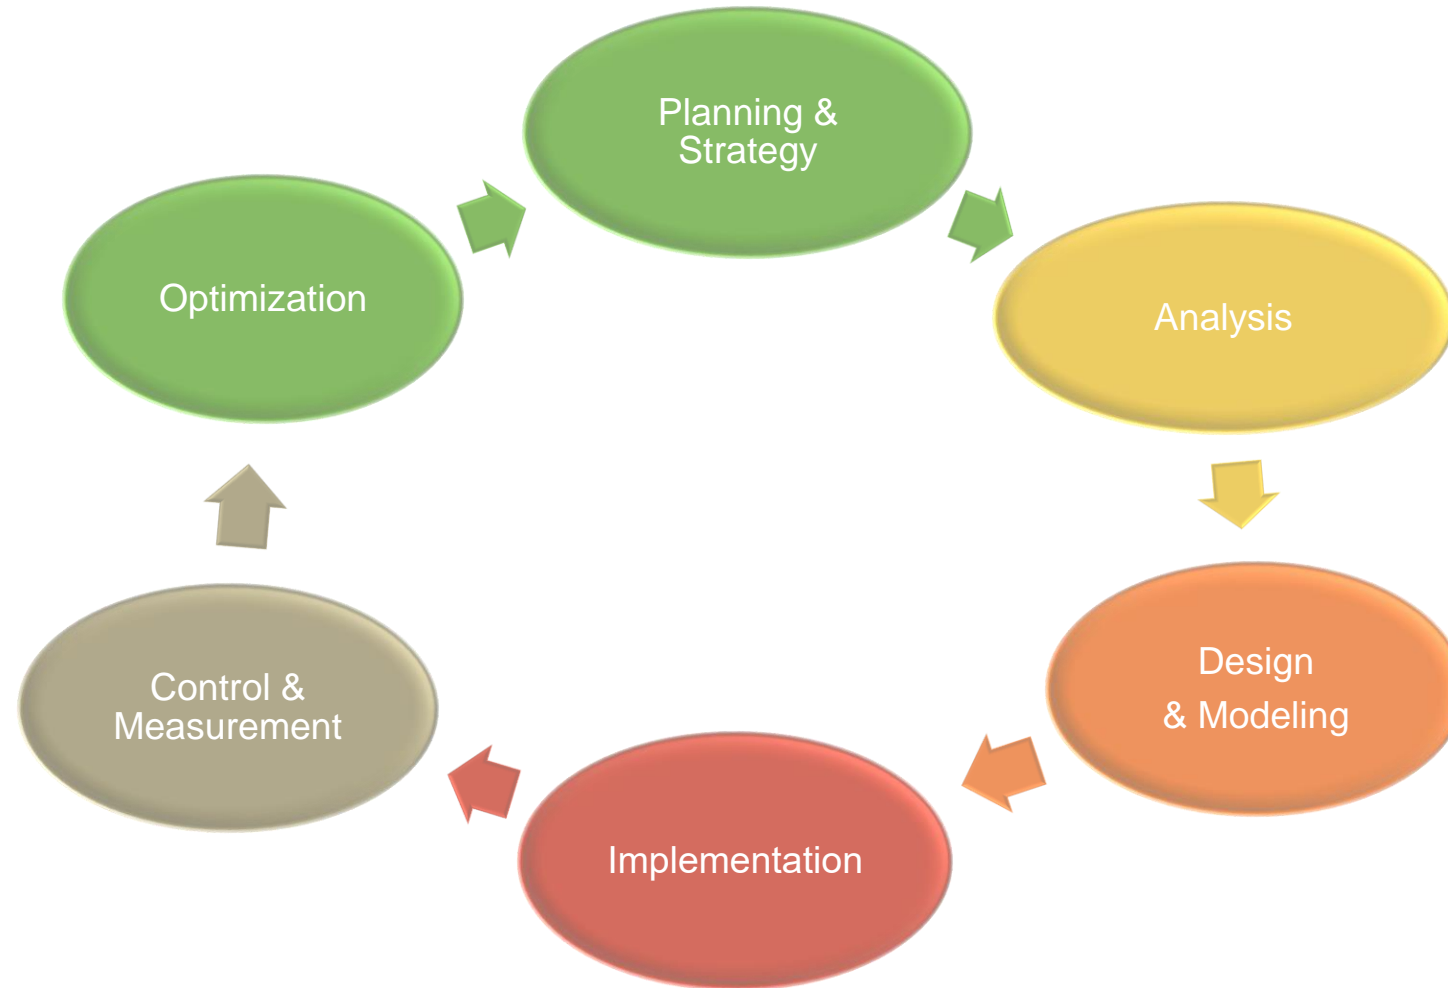 Planning &
Strategy
Optimization
Analysis
Design
& Modeling
Control &
Measurement
Implementation